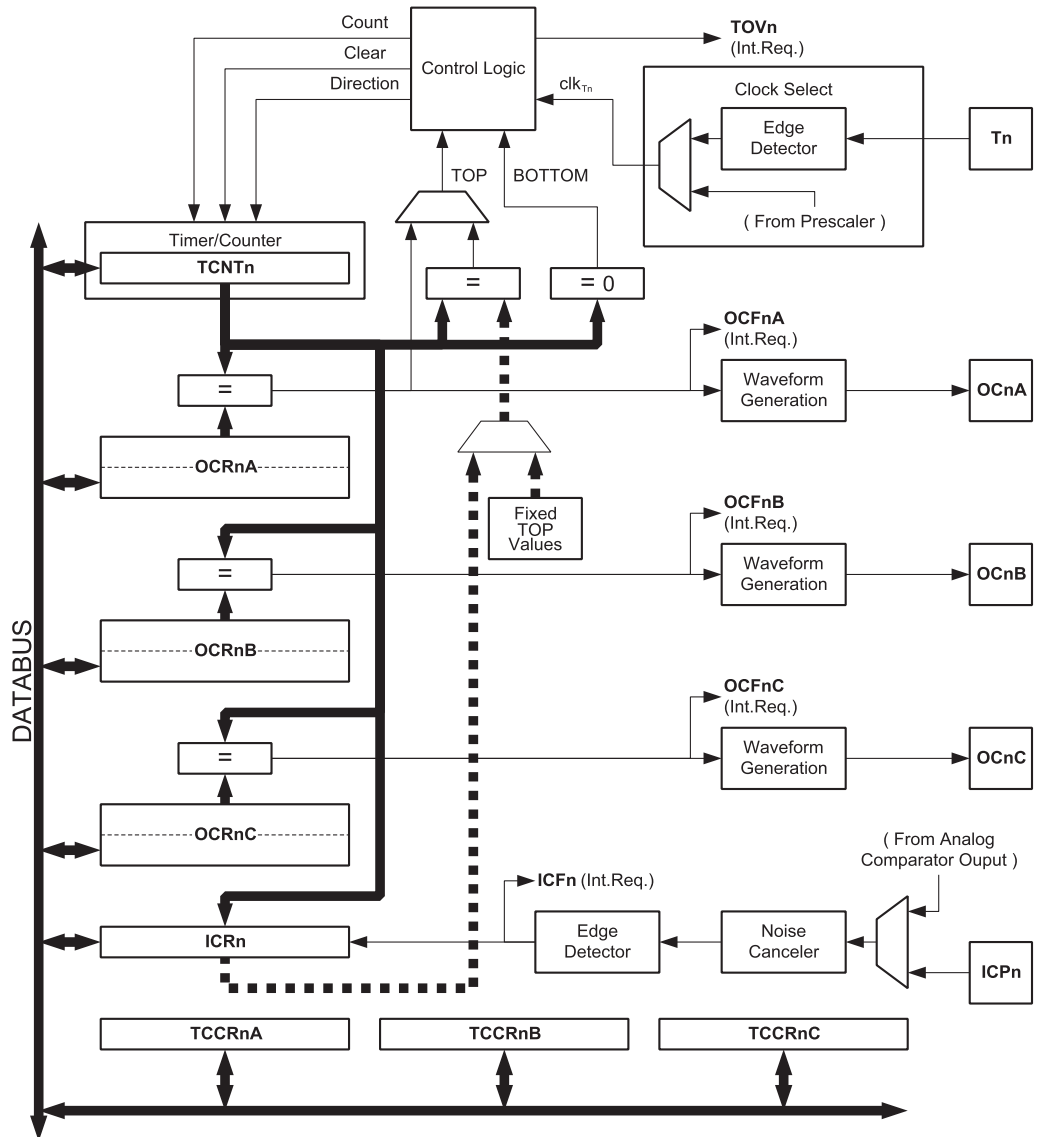 Count
Clear
Direction
Control Logic
TOVn
(Int.Req.)
clkTn
Clock Select
Edge
Detector
Tn
( From Prescaler )
TOP
BOTTOM
Timer/Counter
TCNTn
=
= 0
OCFnA
(Int.Req.)
=
Waveform
Generation
OCnA
OCRnA
Fixed
TOP
Values
OCFnB
(Int.Req.)
=
Waveform
Generation
OCnB
OCRnB
DATABUS
OCFnC
(Int.Req.)
=
Waveform
Generation
OCnC
OCRnC
( From Analog
Comparator Ouput )
ICFn (Int.Req.)
ICRn
Edge
Detector
Noise
Canceler
ICPn
TCCRnA
TCCRnB
TCCRnC